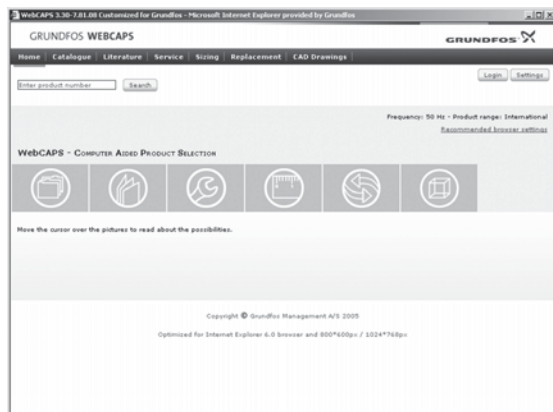 WebCAPS 3.30-7.01.08 Customized for Grundfos - Microsoft Internet Explorer provided by Grundfos
GRUNDFOS WEBCAPS
GRUNDFOS
Home Catalogue Literature Service Sizing Replacement CAD Drawings
Login Settings
Enter product number Search
Frequency: 50 Hz - Product range: International
Recommended browser settings
WebCAPS - Computer Aided Product Selection
Move the cursor over the pictures to read about the possibilities.
Copyright © Grundfos Management A/S 2005
Optimized for Internet Explorer 6.0 browser and 800*600px / 1024*768px